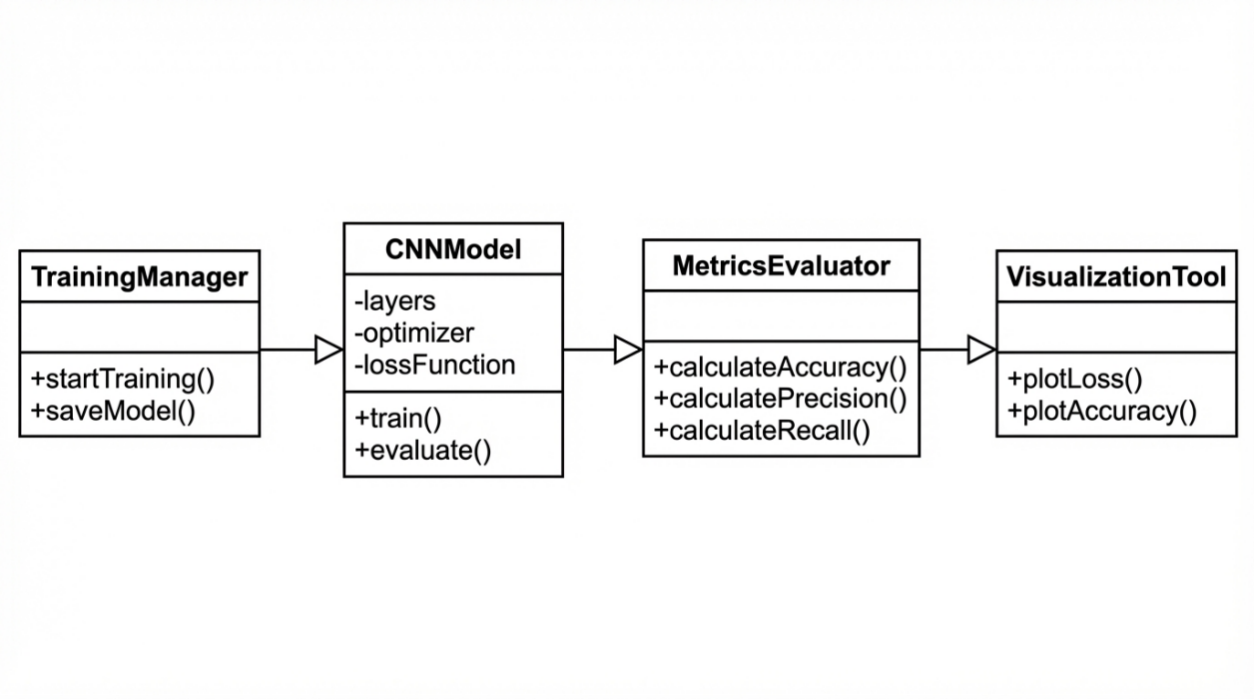 TrainingManager
+startTraining()
+saveModel()
CNNModel
-layers
-optimizer
-lossFunction
+train()
+evaluate()
MetricsEvaluator
+calculateAccuracy()
+calculatePrecision()
+calculateRecall()
VisualizationTool
+plotLoss()
+plotAccuracy()